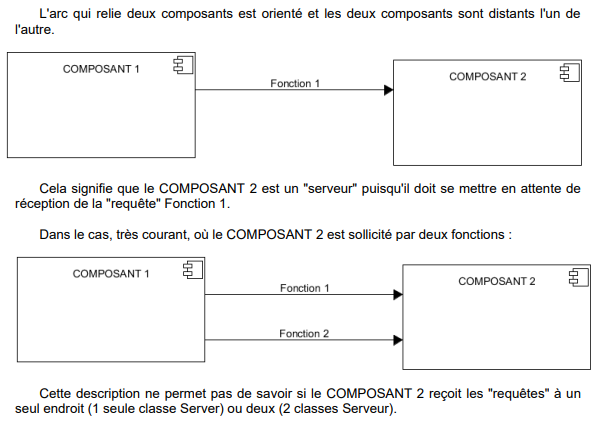 L'arc qui relie deux composants est orienté et les deux composants sont distants l'un de
l'autre.
COMPOSANT 1
COMPOSANT 2
Fonction 1
Cela signifie que le COMPOSANT 2 est un "serveur" puisqu'il doit se mettre en attente de
réception de la "requête" Fonction 1.
Dans le cas, très courant, où le COMPOSANT 2 est sollicité par deux fonctions :
COMPOSANT 1
COMPOSANT 2
Fonction 1
Fonction 2
Cette description ne permet pas de savoir si le COMPOSANT 2 reçoit les "requêtes" à un
seul endroit (1 seule classe Server) ou deux (2 classes Serveur).